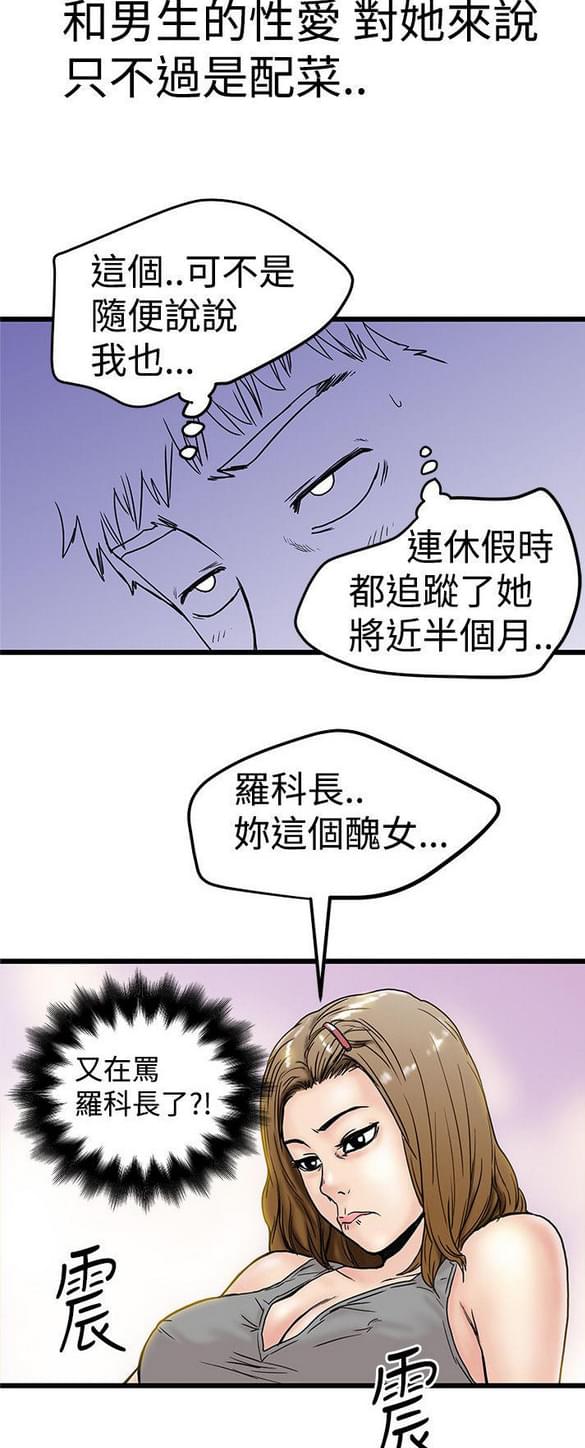 和男生的性愛 對她來說
只不過是配菜..
這個..可不是
隨便說說
我也...
連休假時
都追蹤了她
將近半個月..
羅科長..
妳這個醜女...
又在罵
羅科長了?!
震
震